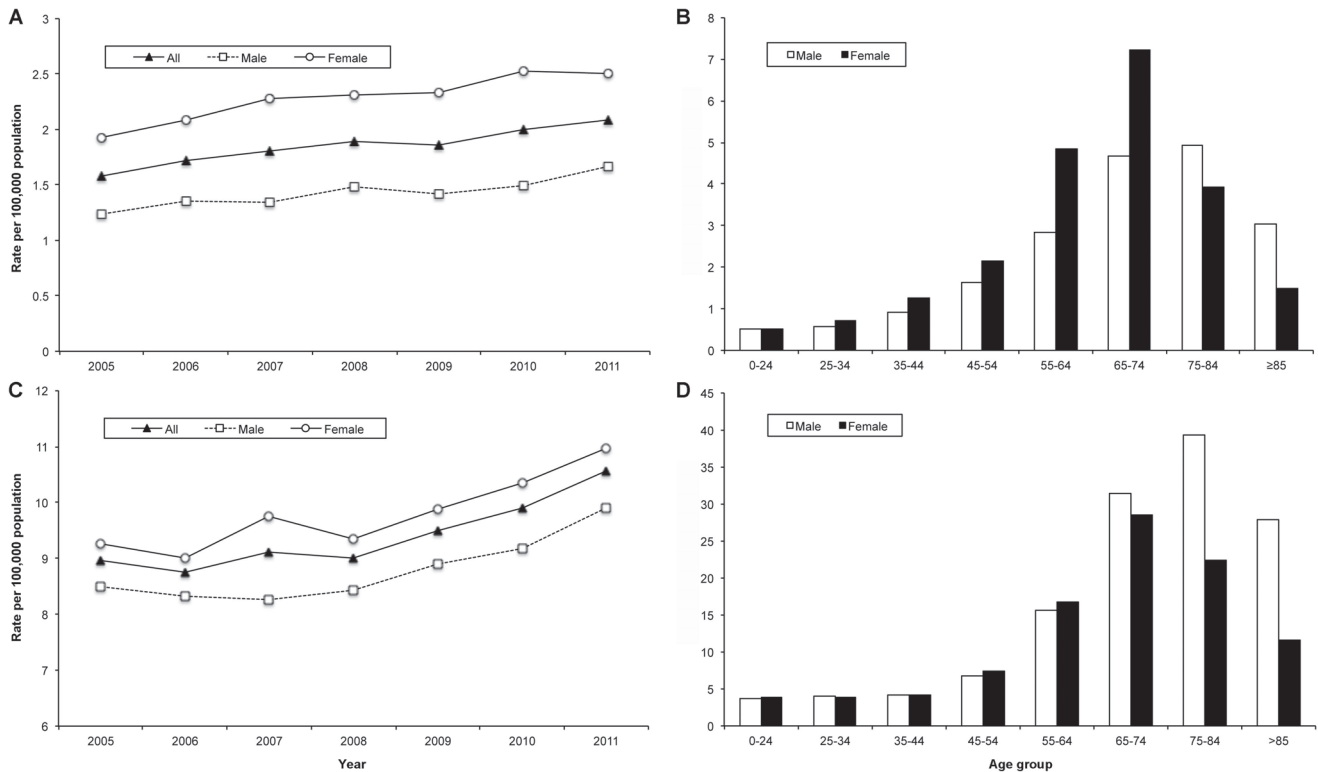 A
All Male Female
Rate per 100,000 population
3
2.5
2
1.5
1
0.5
0
2005 2006 2007 2008 2009 2010 2011
B
Male Female
8
7
6
5
4
3
2
1
0
0-24 25-34 35-44 45-54 55-64 65-74 75-84 ≥85
C
All Male Female
Rate per 100,000 population
12
11
10
9
8
7
6
2005 2006 2007 2008 2009 2010 2011
Year
D
Male Female
45
40
35
30
25
20
15
10
5
0
0-24 25-34 35-44 45-54 55-64 65-74 75-84 >85
Age group